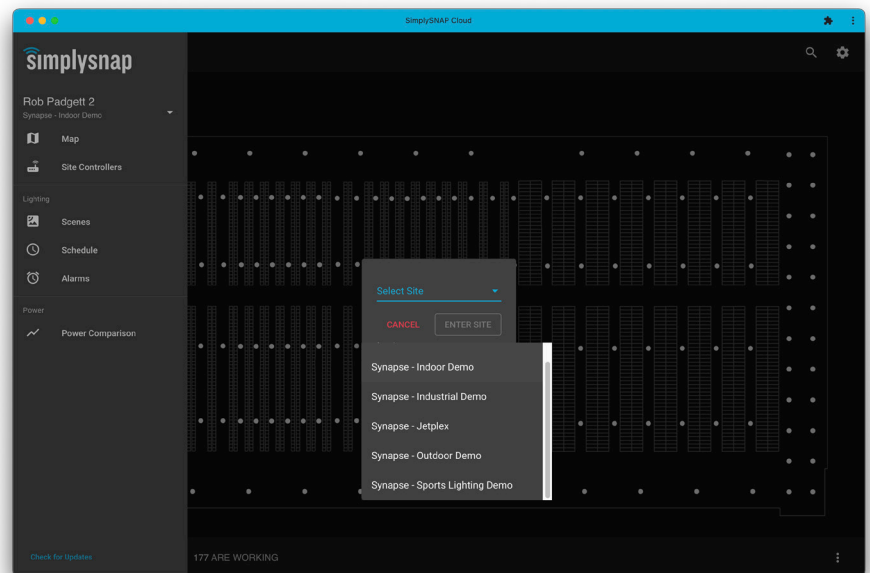 SimplySNAP Cloud
simplysnap
Rob Padgett 2
Synapse - Indoor Demo
Map
Site Controllers
Lighting
Scenes
Schedule
Alarms
Power
Power Comparison
Select Site
CANCEL
ENTER SITE
Synapse - Indoor Demo
Synapse - Industrial Demo
Synapse - Jetplex
Synapse - Outdoor Demo
Synapse - Sports Lighting Demo
Check for Updates
177 ARE WORKING